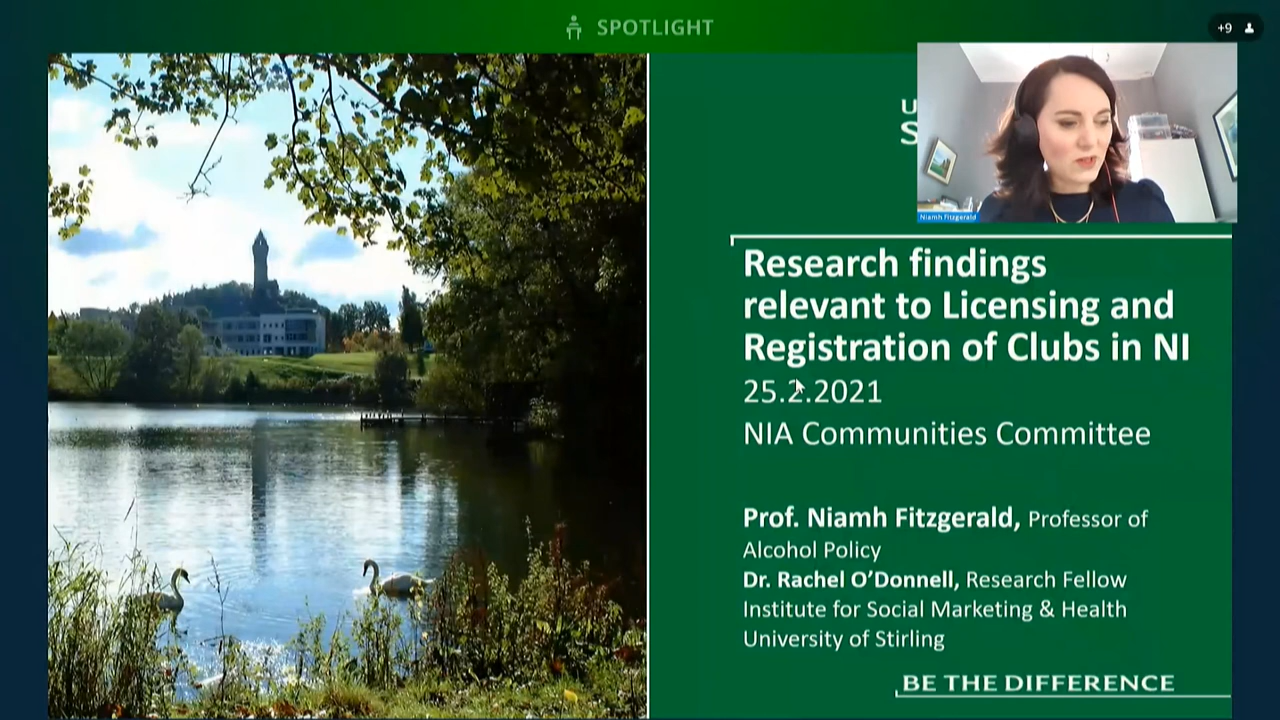 SPOTLIGHT
+9
U
S
Niamh Fitzgerald
Research findings
relevant to Licensing and
Registration of Clubs in NI
25.2.2021
NIA Communities Committee
Prof. Niamh Fitzgerald, Professor of
Alcohol Policy
Dr. Rachel O'Donnell, Research Fellow
Institute for Social Marketing & Health
University of Stirling
BE THE DIFFERENCE